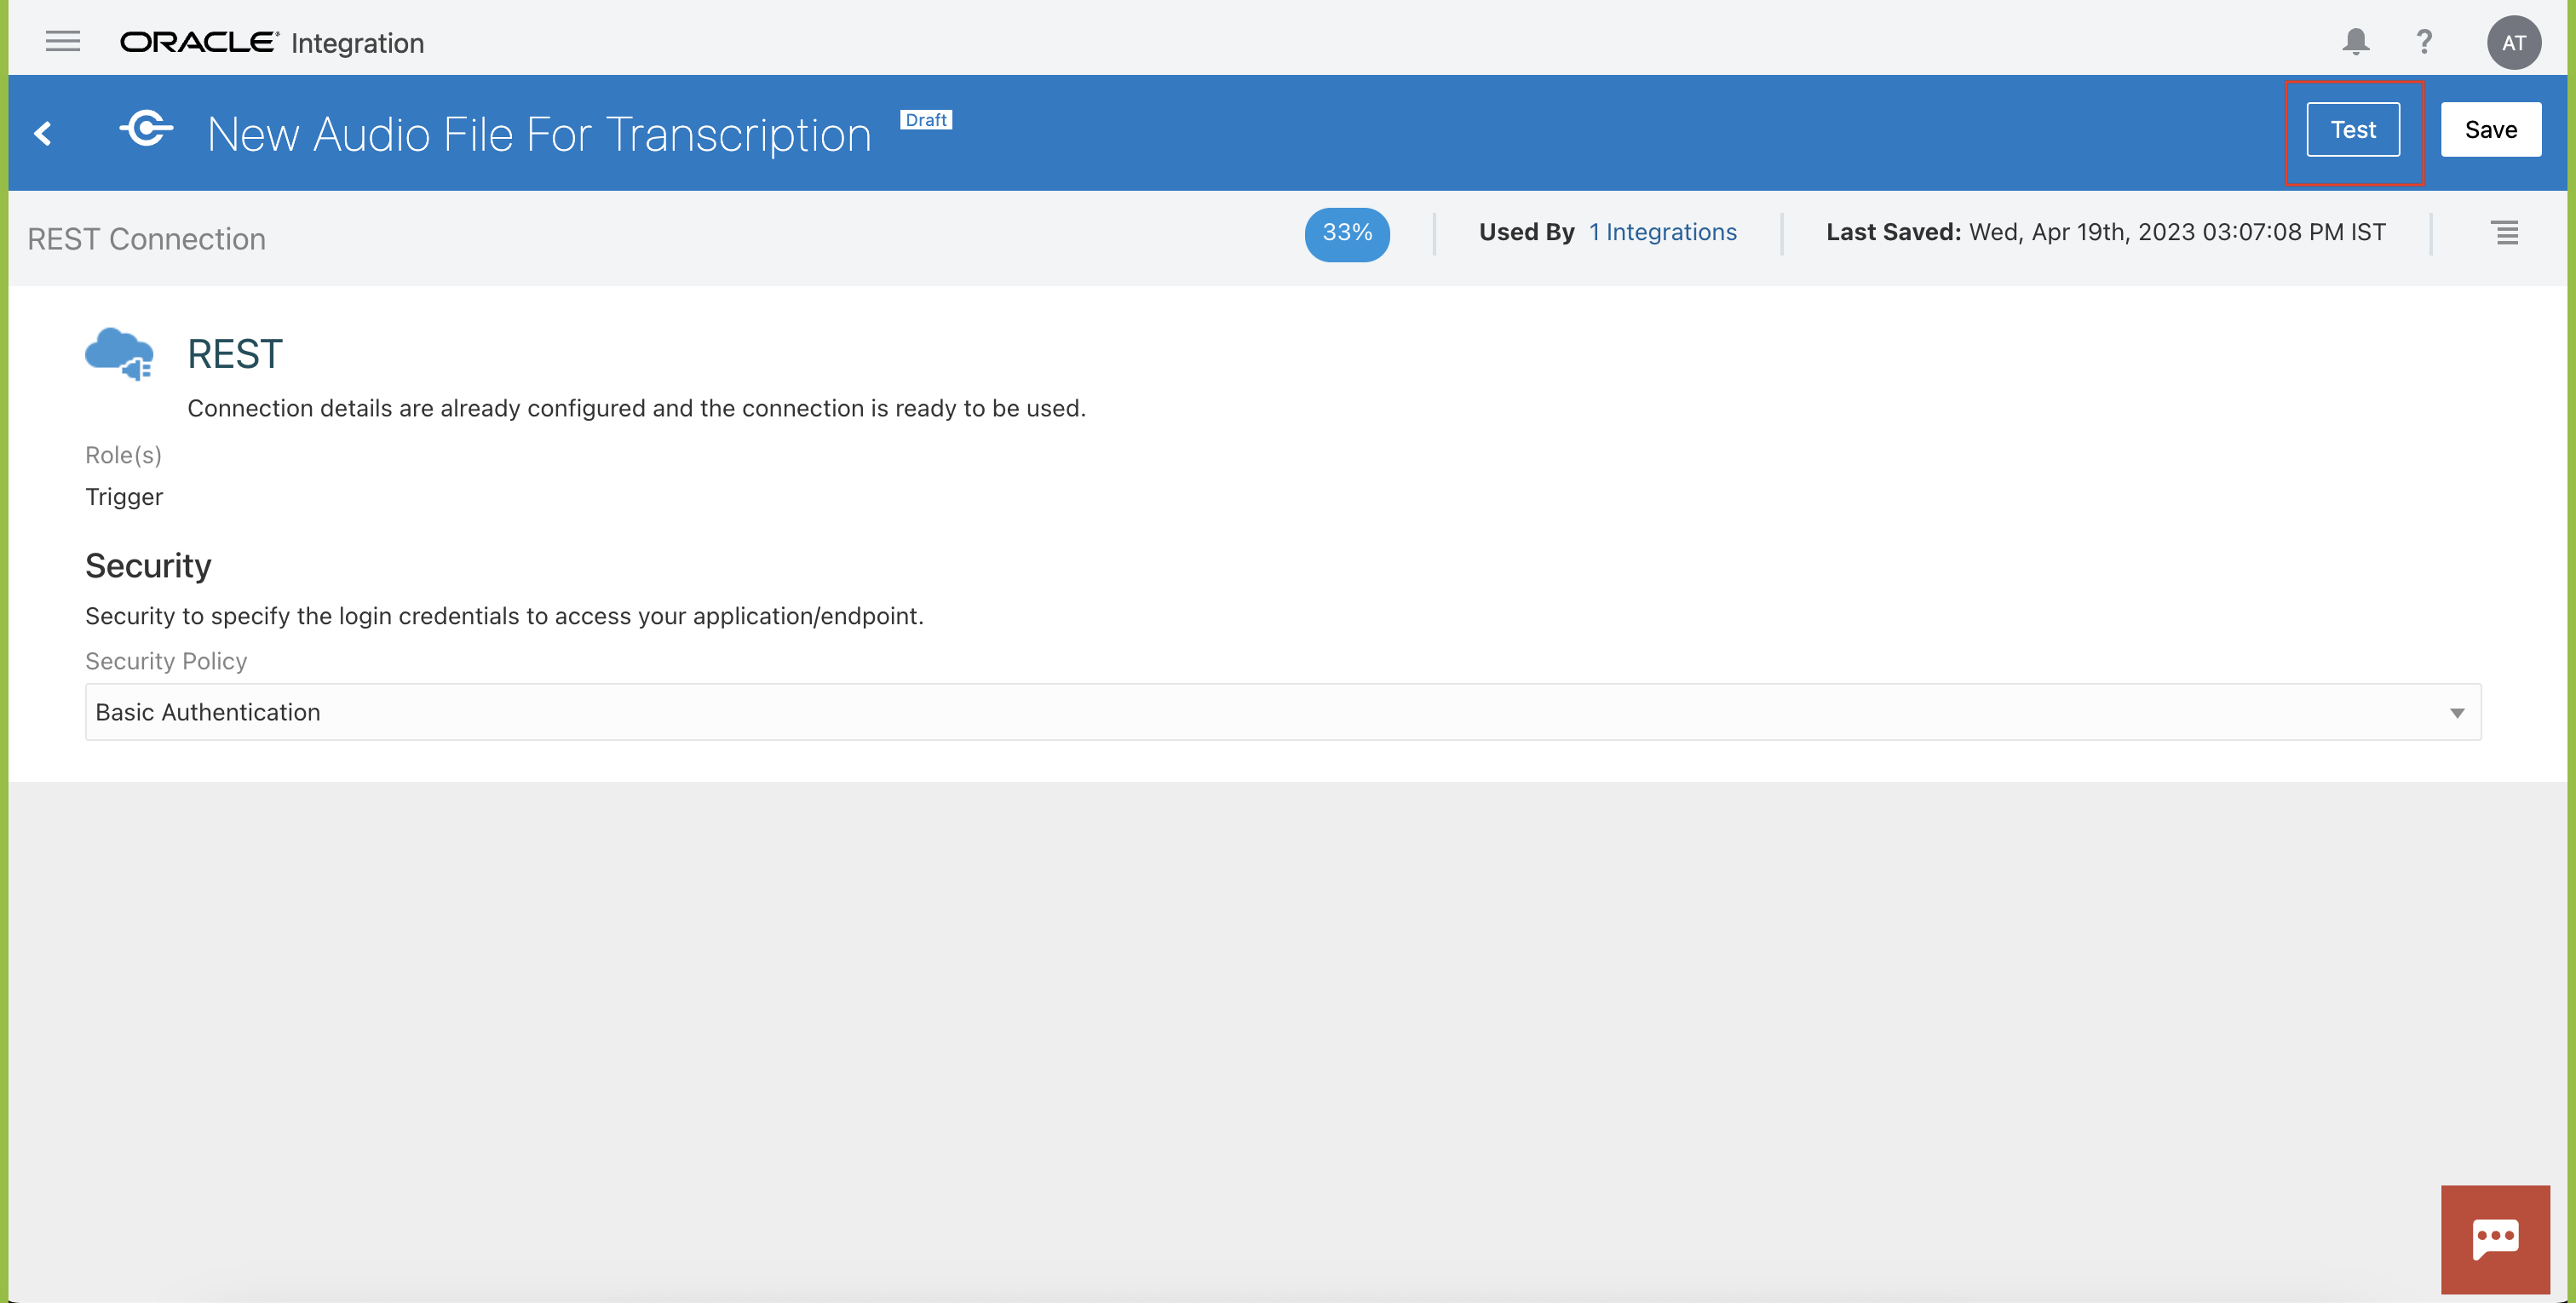 ORACLE Integration
? AT
New Audio File For Transcription Draft Test Save
REST Connection 33% Used By 1 Integrations Last Saved: Wed, Apr 19th, 2023 03:07:08 PM IST
REST
Connection details are already configured and the connection is ready to be used.
Role(s)
Trigger
Security
Security to specify the login credentials to access your application/endpoint.
Security Policy
Basic Authentication